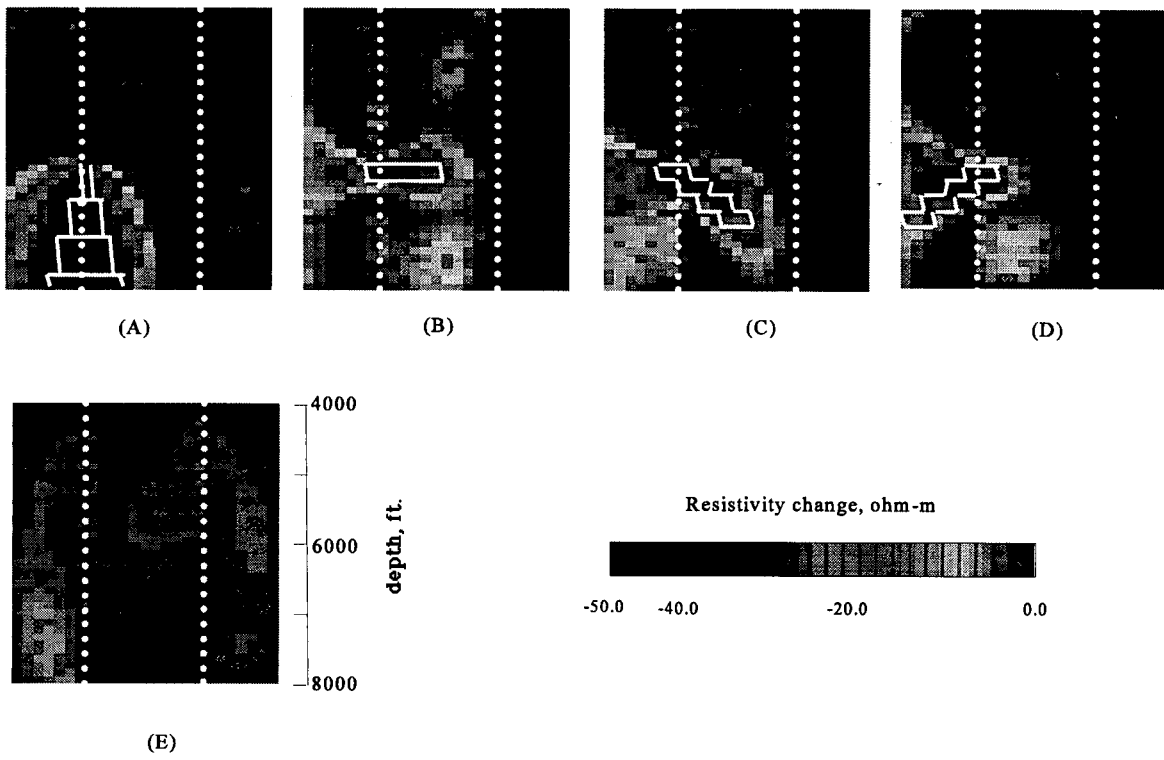 (A)
(B)
(C)
(D)
4000
6000
8000
depth, ft.
(E)
Resistivity change, ohm-m
-50.0 -40.0 -20.0 0.0